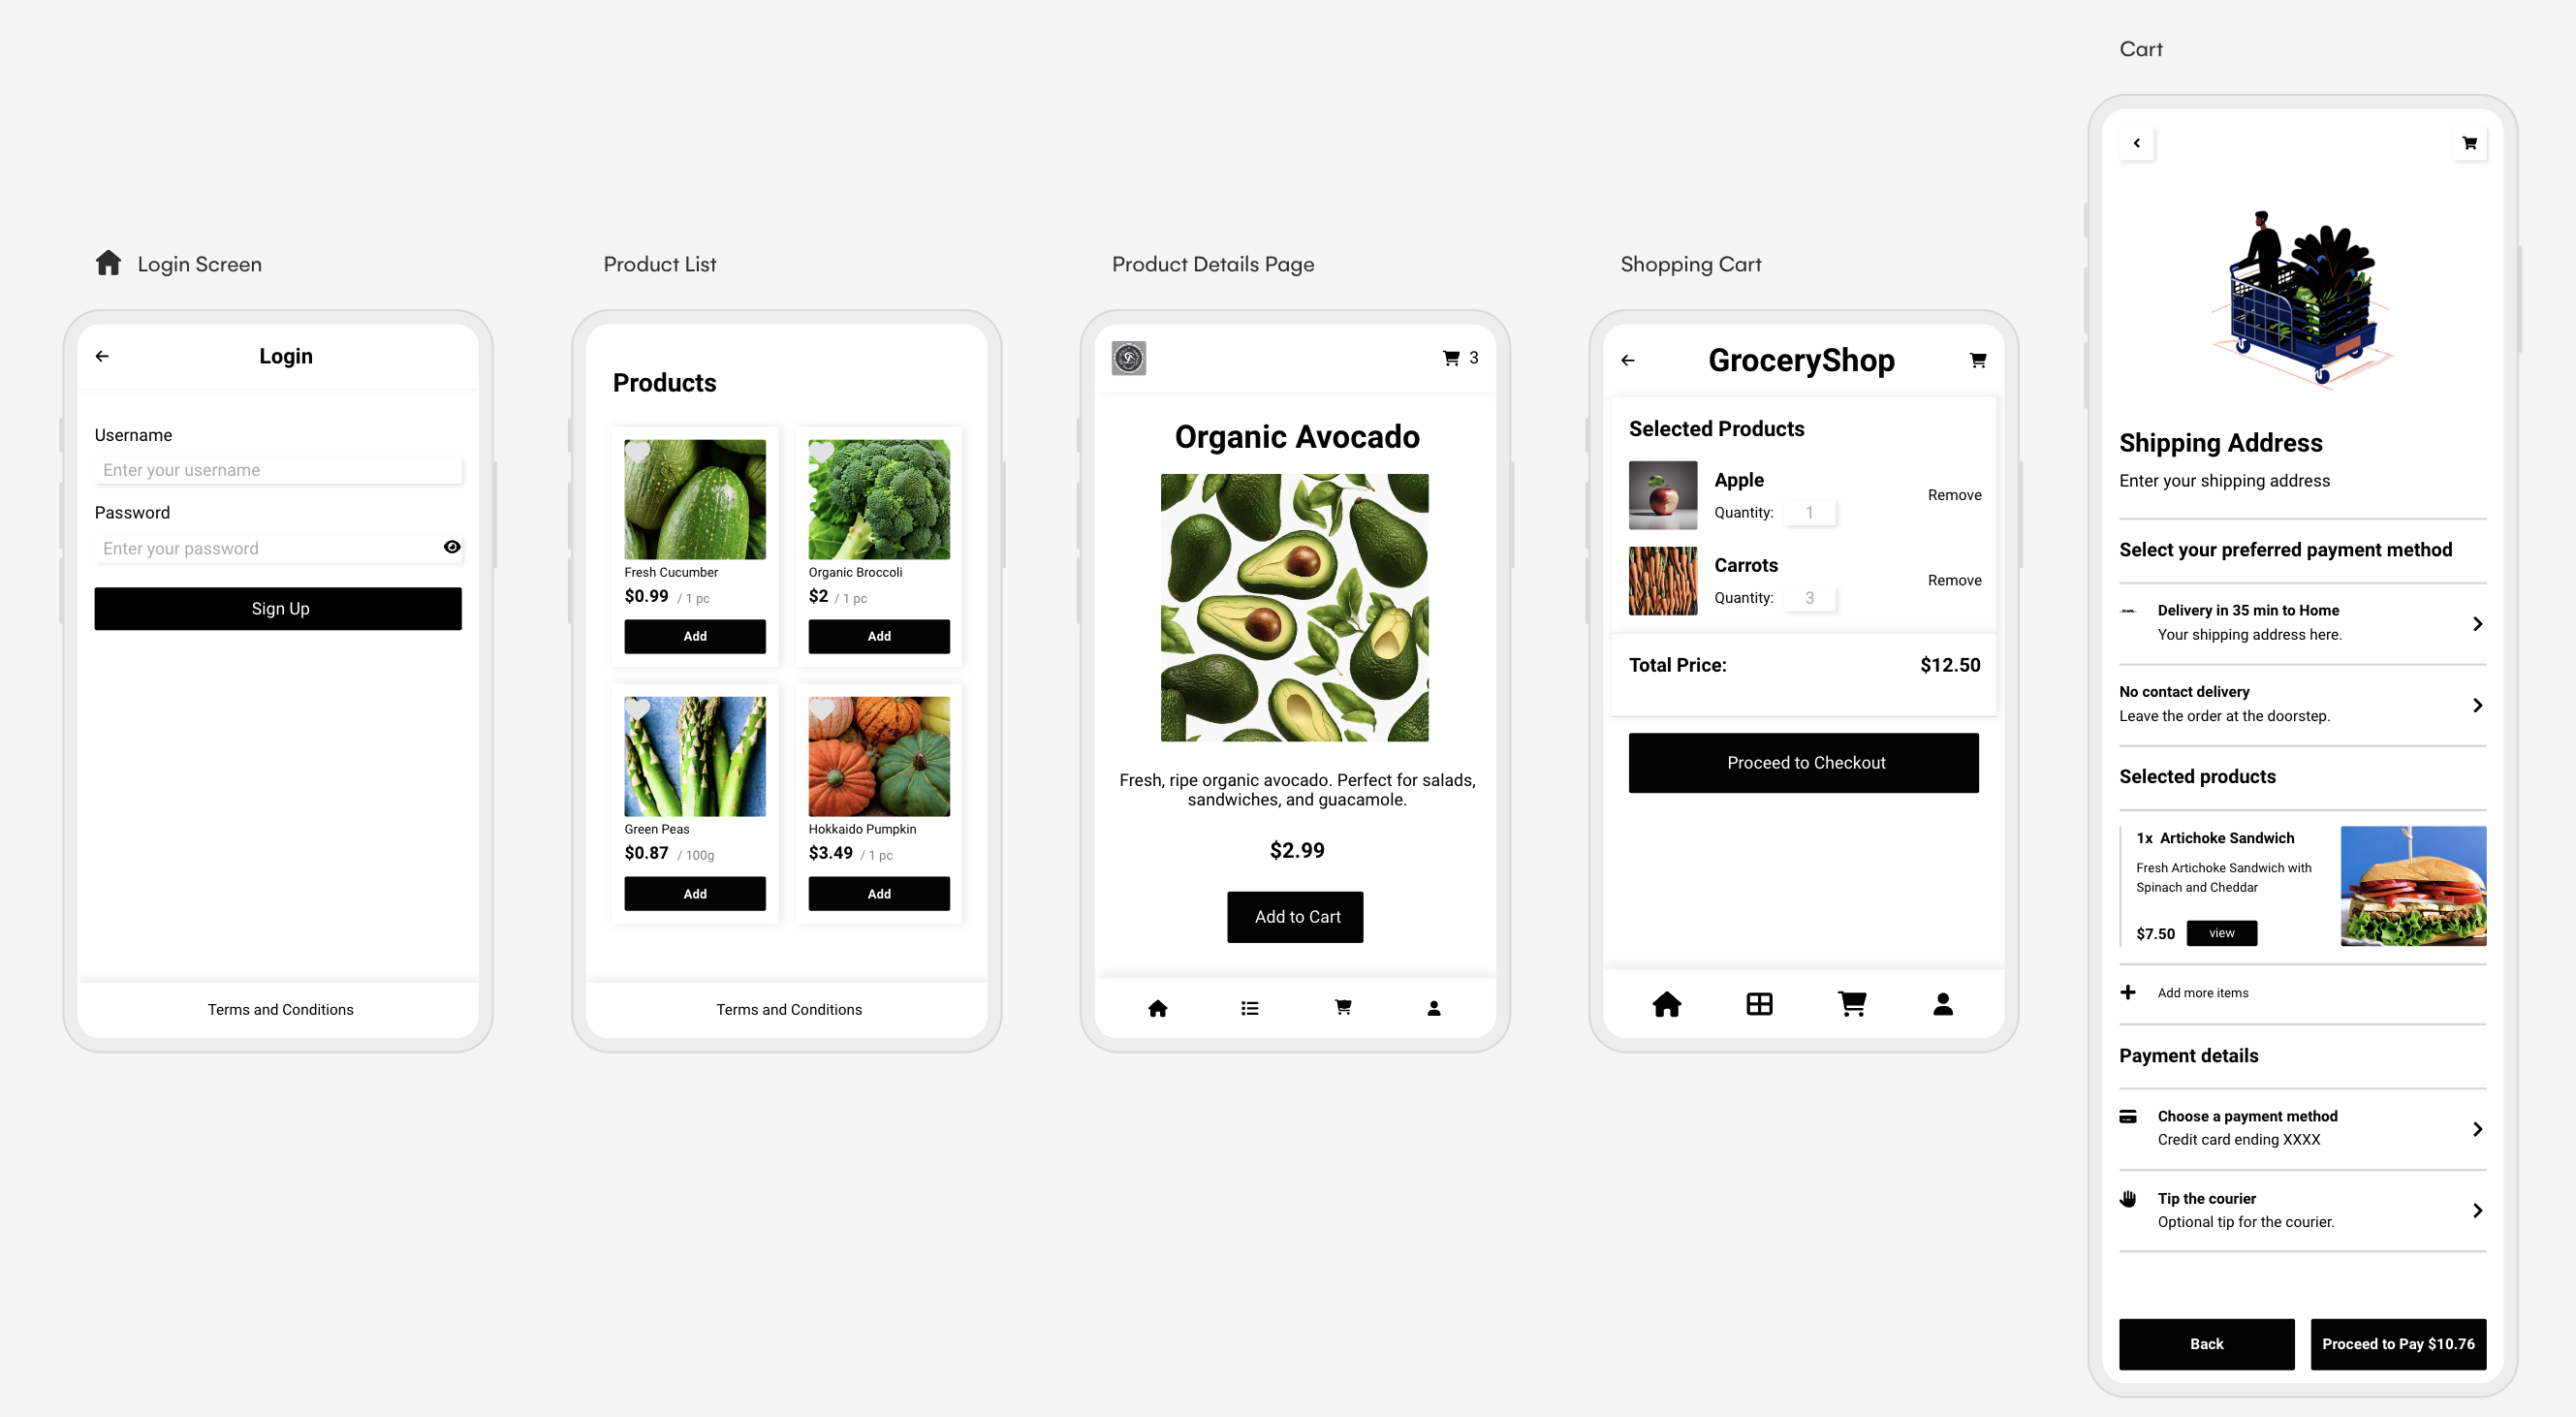 Login Screen
Login
Username
Enter your username
Password
Enter your password
Sign Up
Terms and Conditions
Product List
Products
Fresh Cucumber
$0.99 / 1 pc
Add
Organic Broccoli
$2 / 1 pc
Add
Green Peas
$0.87 / 100g
Add
Hokkaido Pumpkin
$3.49 / 1 pc
Add
Terms and Conditions
Product Details Page
3
Organic Avocado
Fresh, ripe organic avocado. Perfect for salads,
sandwiches, and guacamole.
$2.99
Add to Cart
Shopping Cart
GroceryShop
Selected Products
Apple
Quantity: 1
Remove
Carrots
Quantity: 3
Remove
Total Price: $12.50
Proceed to Checkout
Cart
Shipping Address
Enter your shipping address
Select your preferred payment method
Delivery in 35 min to Home
Your shipping address here.
No contact delivery
Leave the order at the doorstep.
Selected products
1x Artichoke Sandwich
Fresh Artichoke Sandwich with
Spinach and Cheddar
$7.50 view
Add more items
Payment details
Choose a payment method
Credit card ending XXXX
Tip the courier
Optional tip for the courier.
Back
Proceed to Pay $10.76